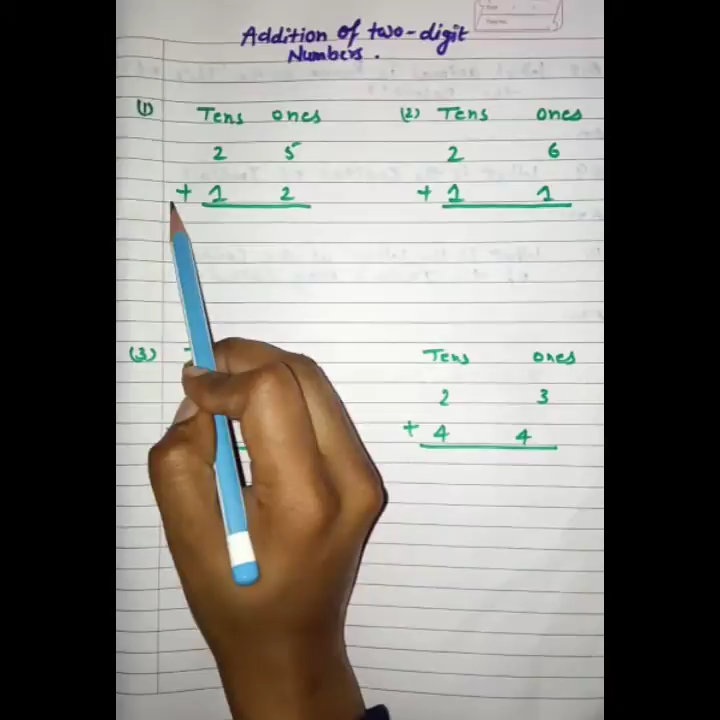 Addition of two-digit
Numbers.
(1) Tens ones (2) Tens ones
2 5 2 6
+ 1 2 + 1 1
(3) Tens ones
2 3
+ 4 4